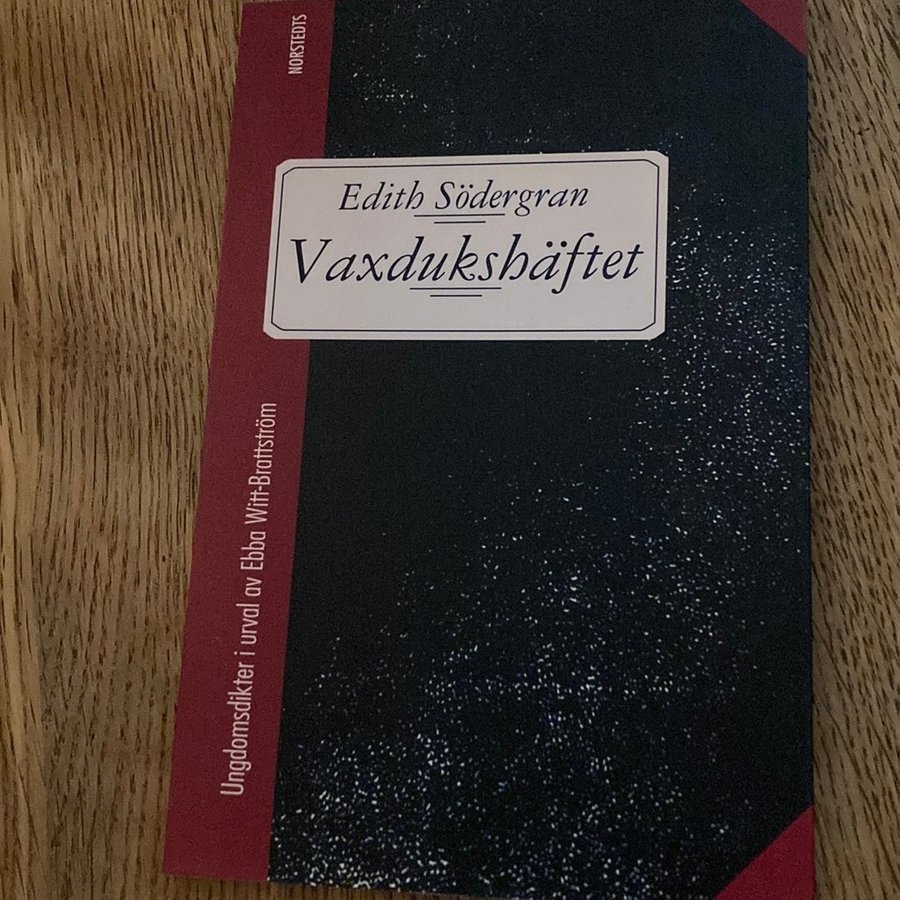 NORSTEDTS
Edith Södergran
Vaxdukshäftet
Ungdomsdikter i urval av Ebba Witt-Brattström